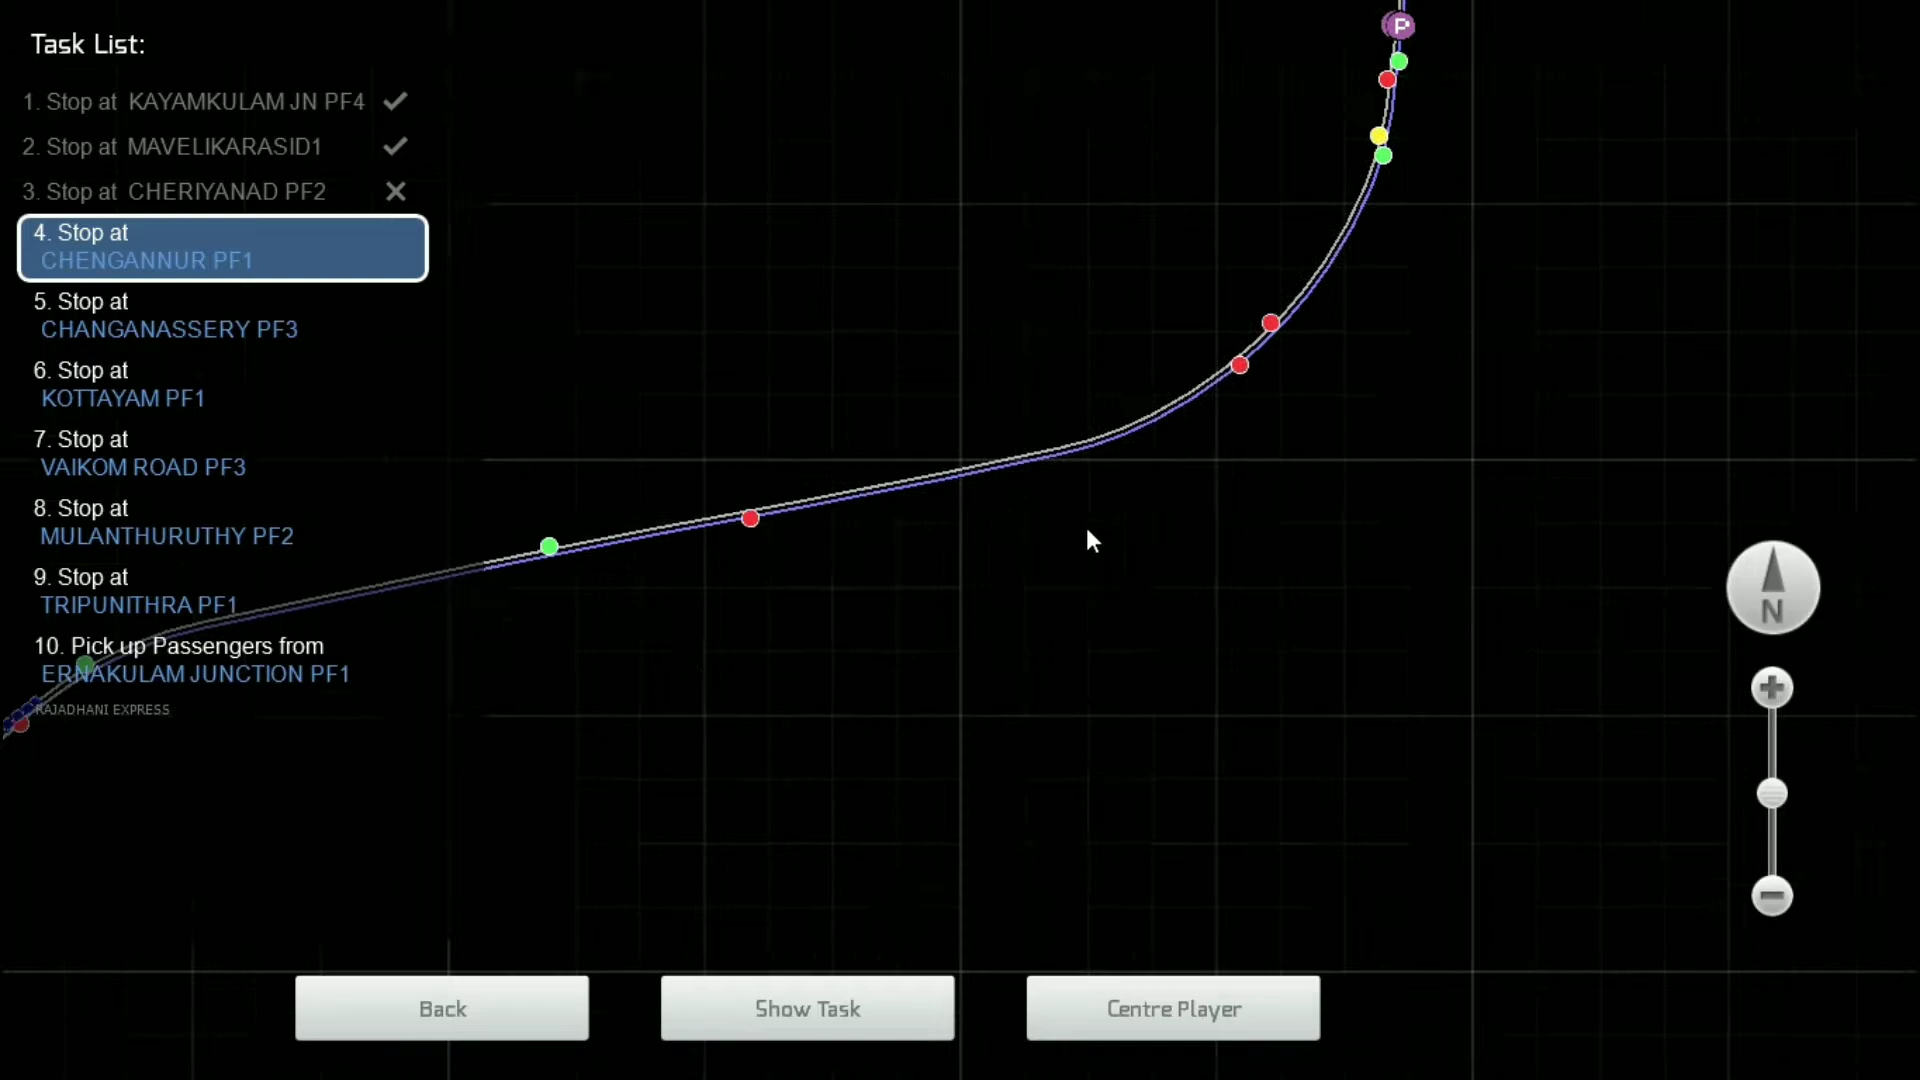 Task List:
1. Stop at KAYAMKULAM JN PF4
2. Stop at MAVELIKARASID1
3. Stop at CHERIYANAD PF2
4. Stop at
CHENGANNUR PF1
5. Stop at
CHANGANASSERY PF3
6. Stop at
KOTTAYAM PF1
7. Stop at
VAIKOM ROAD PF3
8. Stop at
MULANTHURUTHY PF2
9. Stop at
TRIPUNITHRA PF1
10. Pick up Passengers from
ERNAKULAM JUNCTION PF1
RAJADHANI EXPRESS
P
N
Back
Show Task
Centre Player